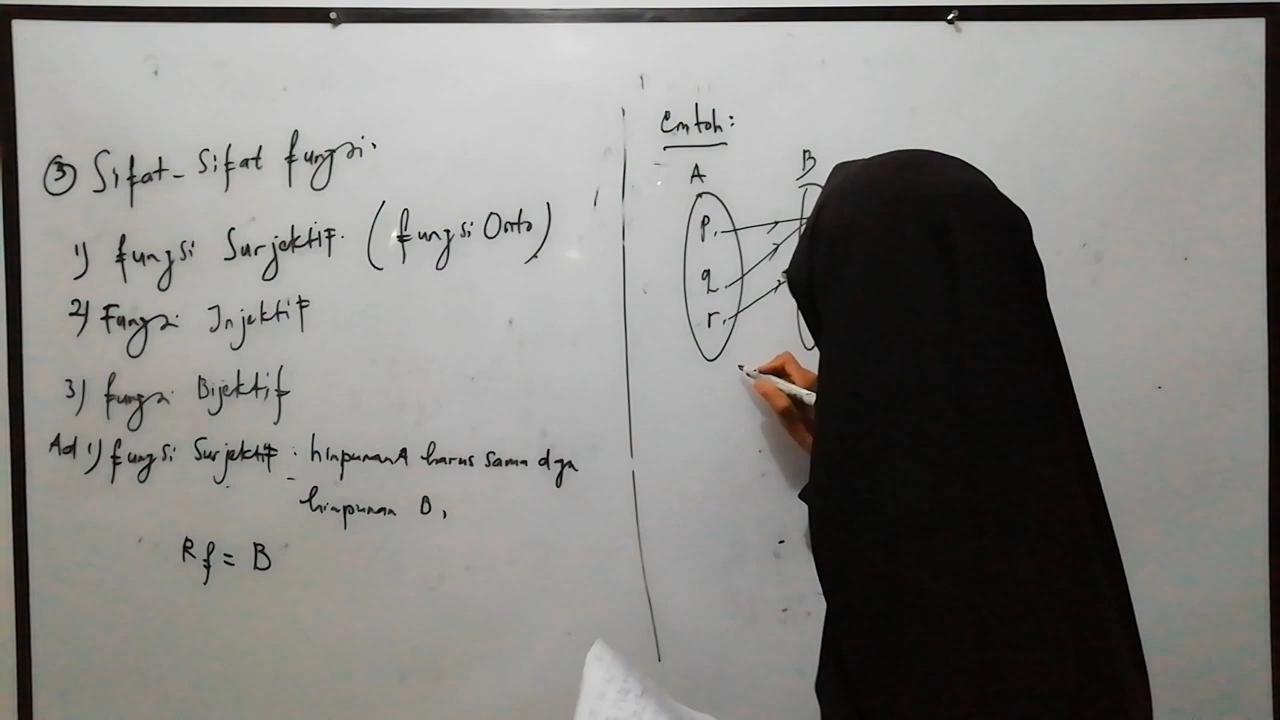 ③ Sifat-Sifat fungsi.
1) fungsi Surjektif. (fungsi Onto)
2) Fungsi Injektif
3) fungsi Bijektif
Ad 1) fungsi Surjektif : himpunan A harus sama dgn
himpunan B.
Rf = B
Contoh:
A B
p.
q.
r.